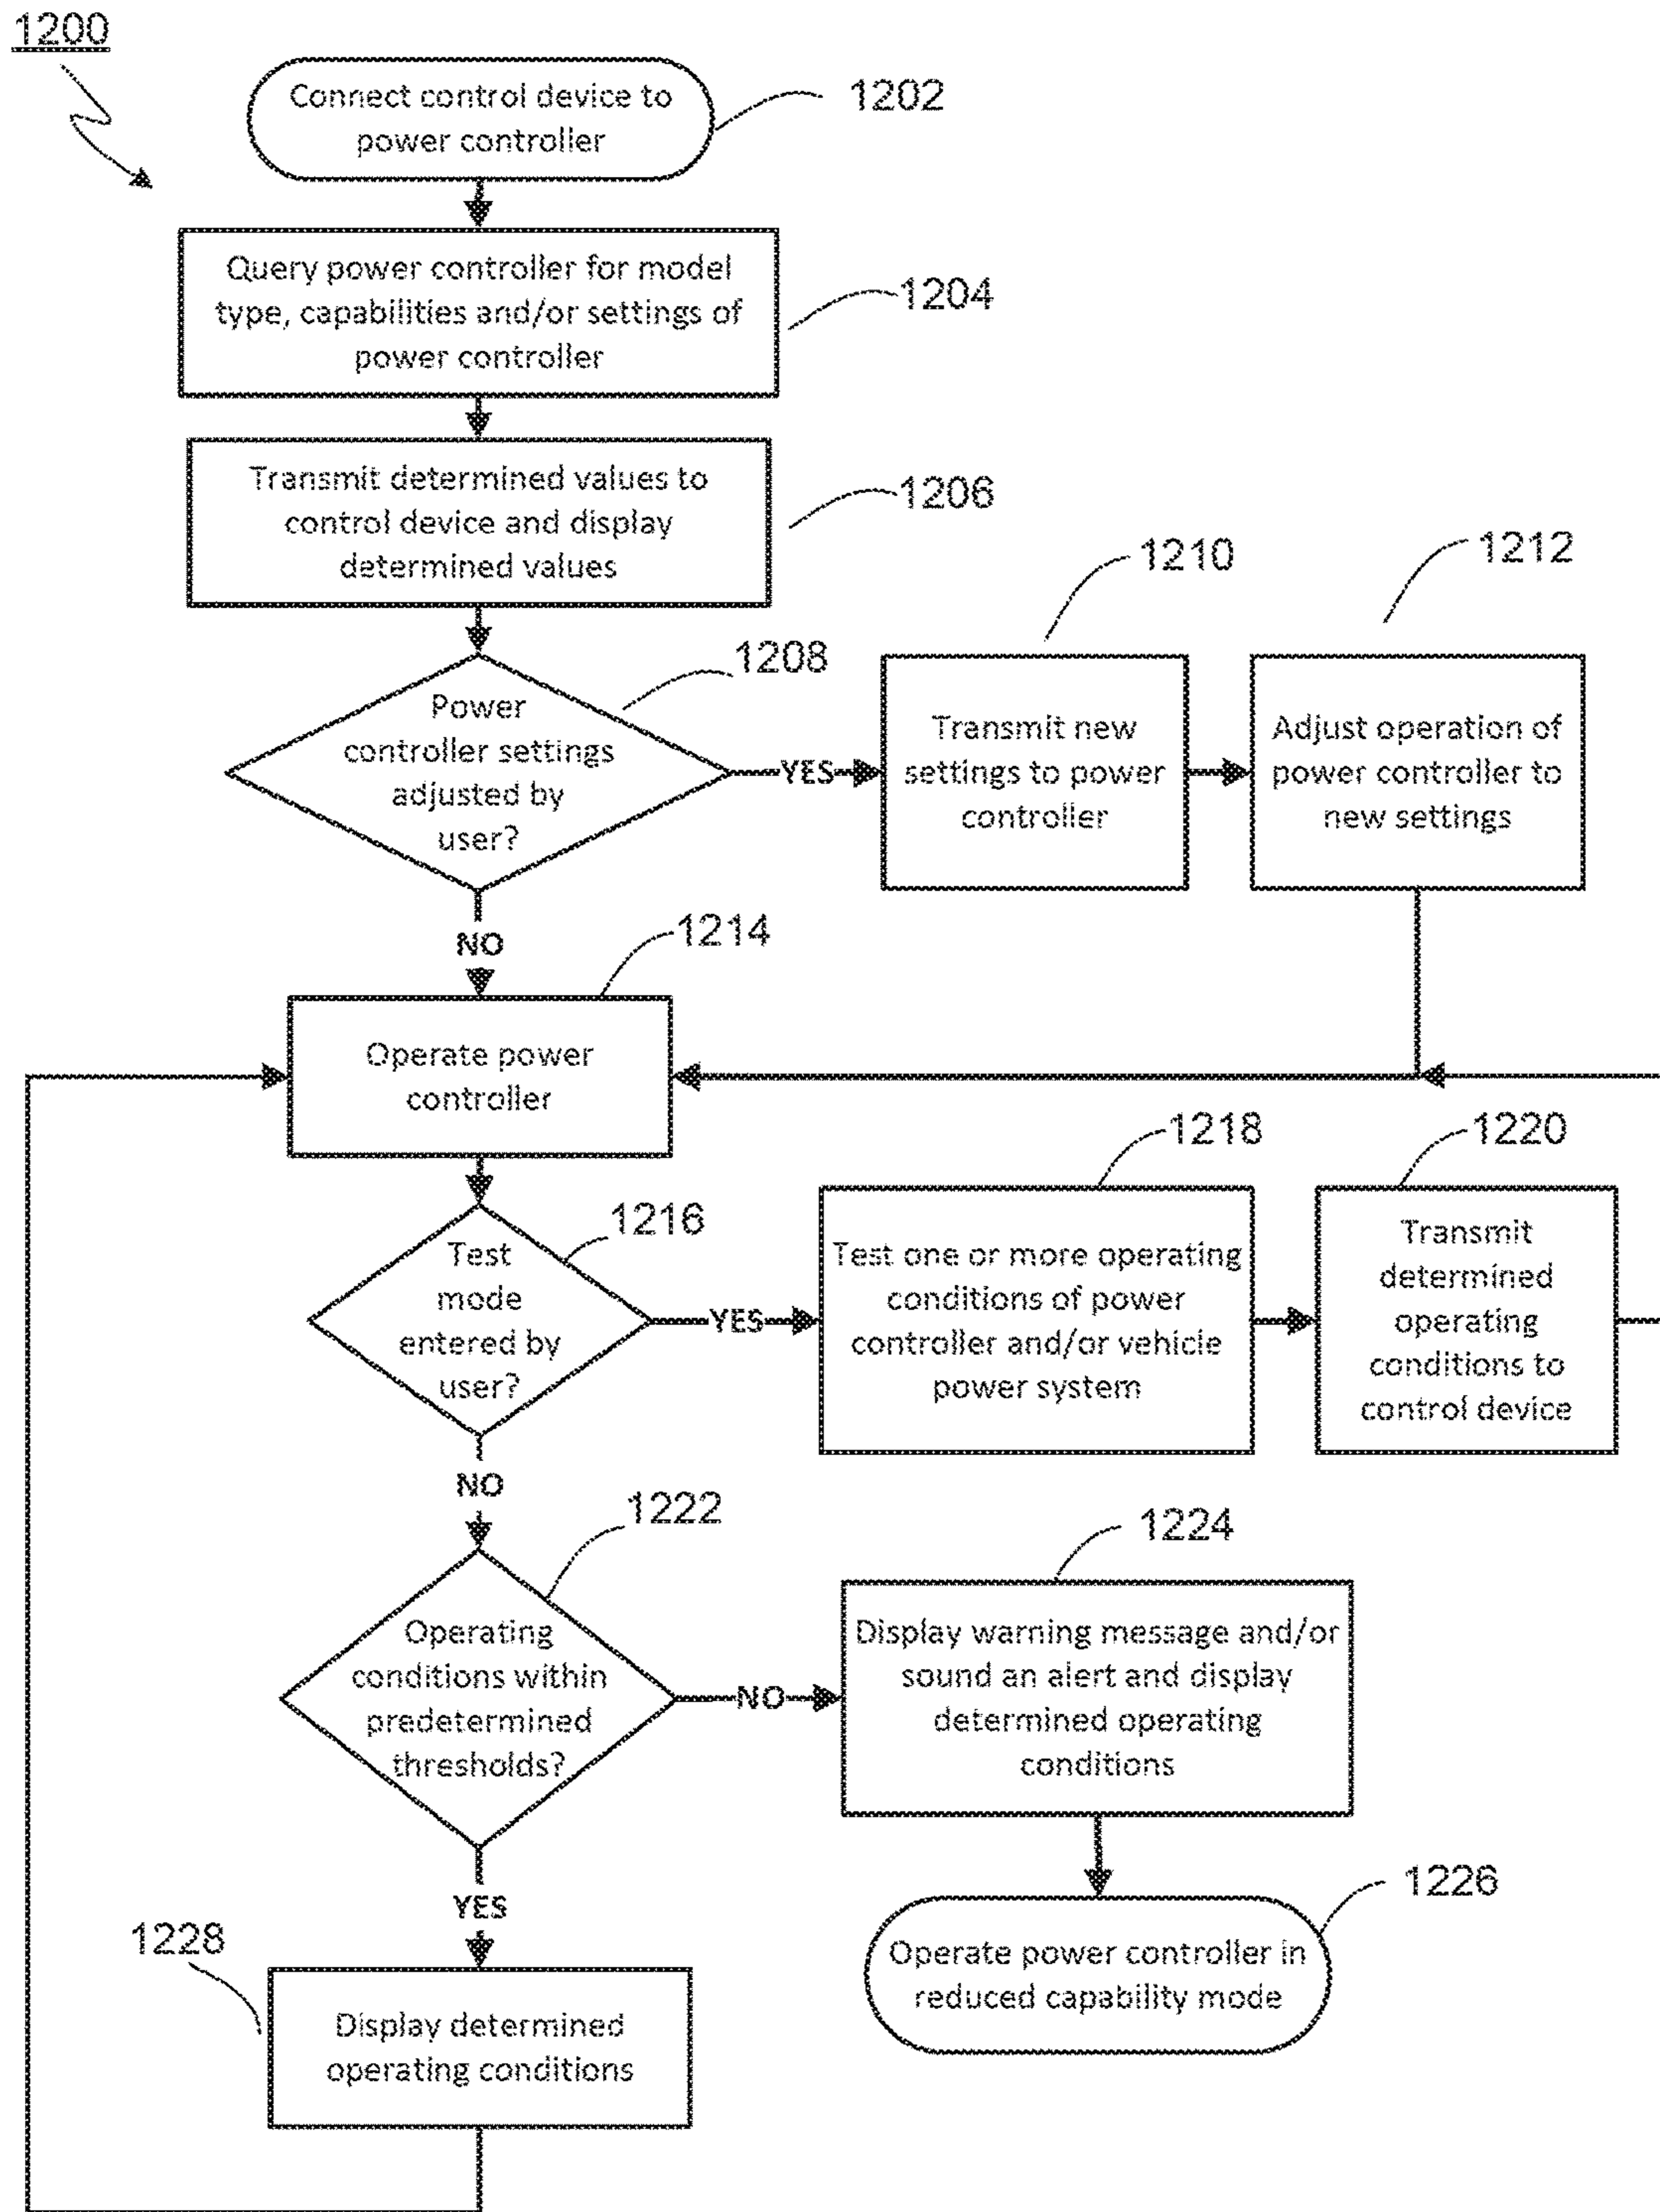 1200
Connect control device to
power controller
1202
Query power controller for model
type, capabilities and/or settings of
power controller
1204
Transmit determined values to
control device and display
determined values
1206
1208
Power
controller settings
adjusted by
user?
YES
1210
Transmit new
settings to power
controller
1212
Adjust operation of
power controller to
new settings
NO
1214
Operate power
controller
1216
Test
mode
entered by
user?
YES
1218
Test one or more operating
conditions of power
controller and/or vehicle
power system
1220
Transmit
determined
operating
conditions to
control device
NO
1222
Operating
conditions within
predetermined
thresholds?
NO
1224
Display warning message and/or
sound an alert and display
determined operating
conditions
YES
1226
Operate power controller in
reduced capability mode
1228
Display determined
operating conditions